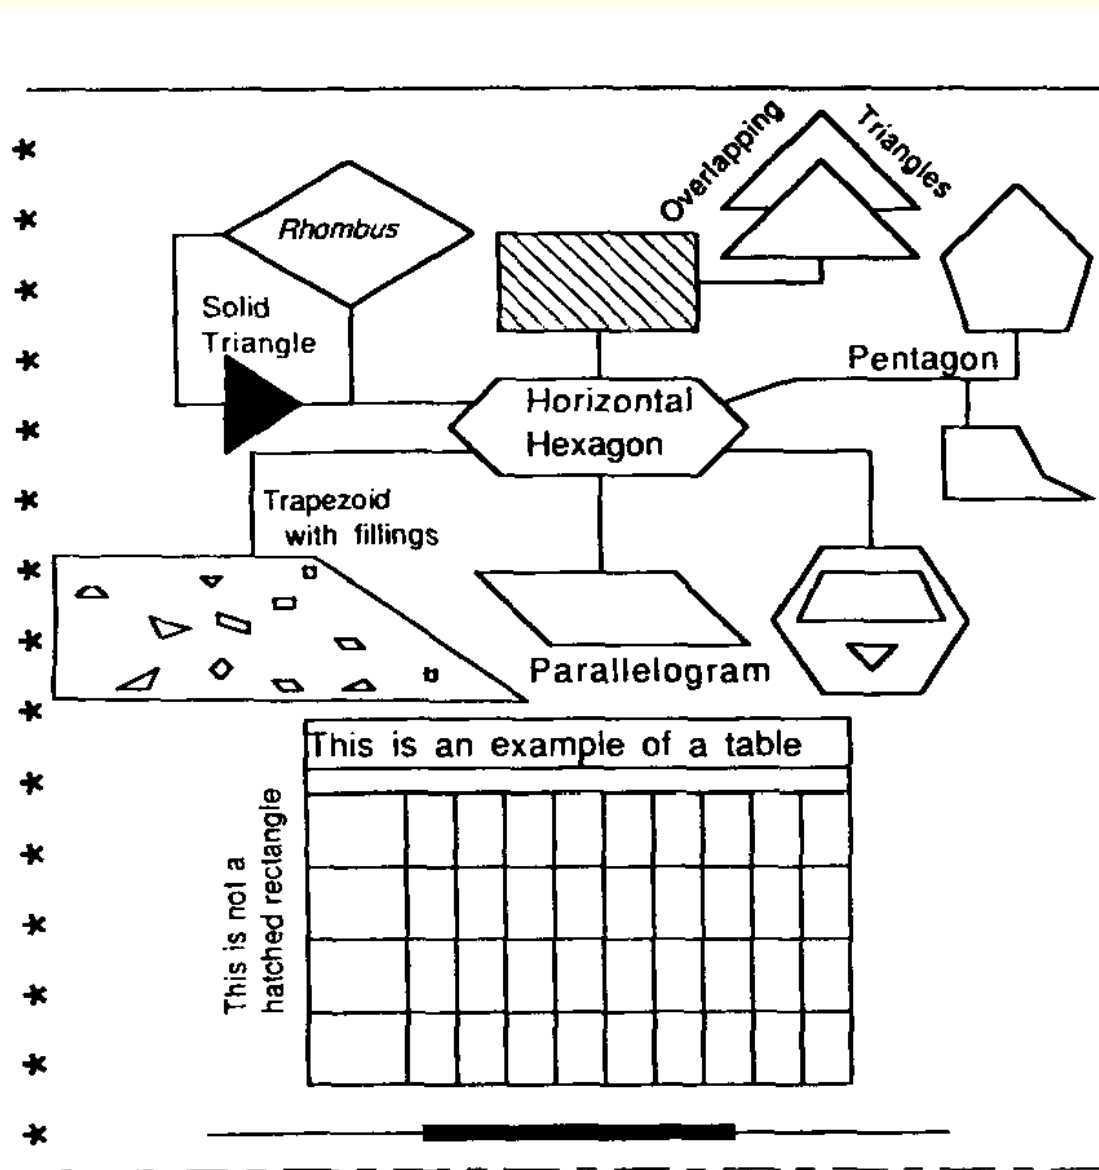 Overlapping
Triangles
Rhombus
Solid
Triangle
Pentagon
Horizontal
Hexagon
Trapezoid
with fillings
Parallelogram
This is an example of a table
This is not a
hatched rectangle